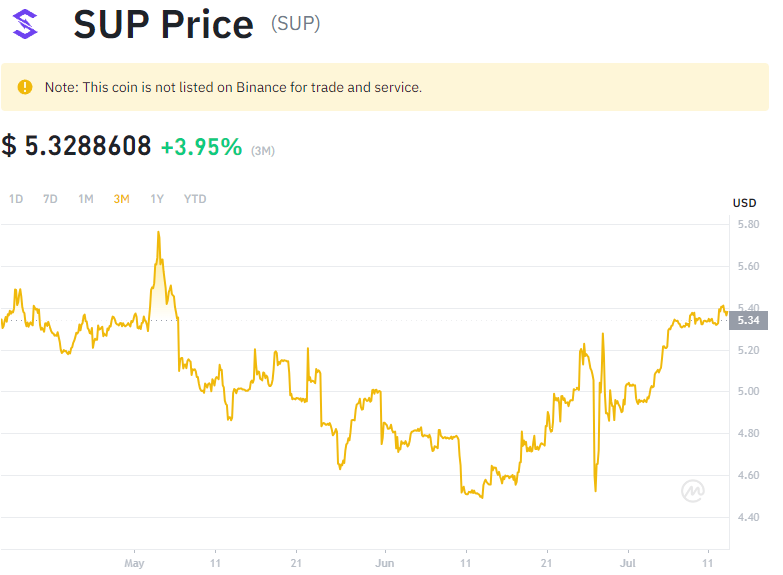 SUP Price (SUP)
Note: This coin is not listed on Binance for trade and service.
$ 5.3288608 +3.95% (3M)
1D 7D 1M 3M 1Y YTD
USD
5.80
5.60
5.40
5.34
5.20
5.00
4.80
4.60
4.40
May 11 21 Jun 11 21 Jul 11